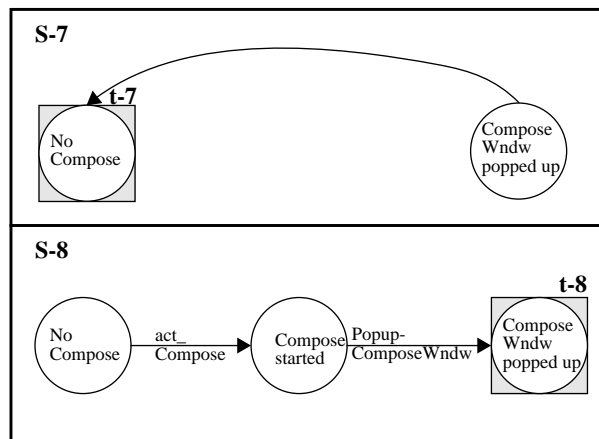 S-7
t-7
No
Compose
Compose
Wndw
popped up
S-8
t-8
No
Compose
act_
Compose
Compose
started
Popup-
ComposeWndw
Compose
Wndw
popped up